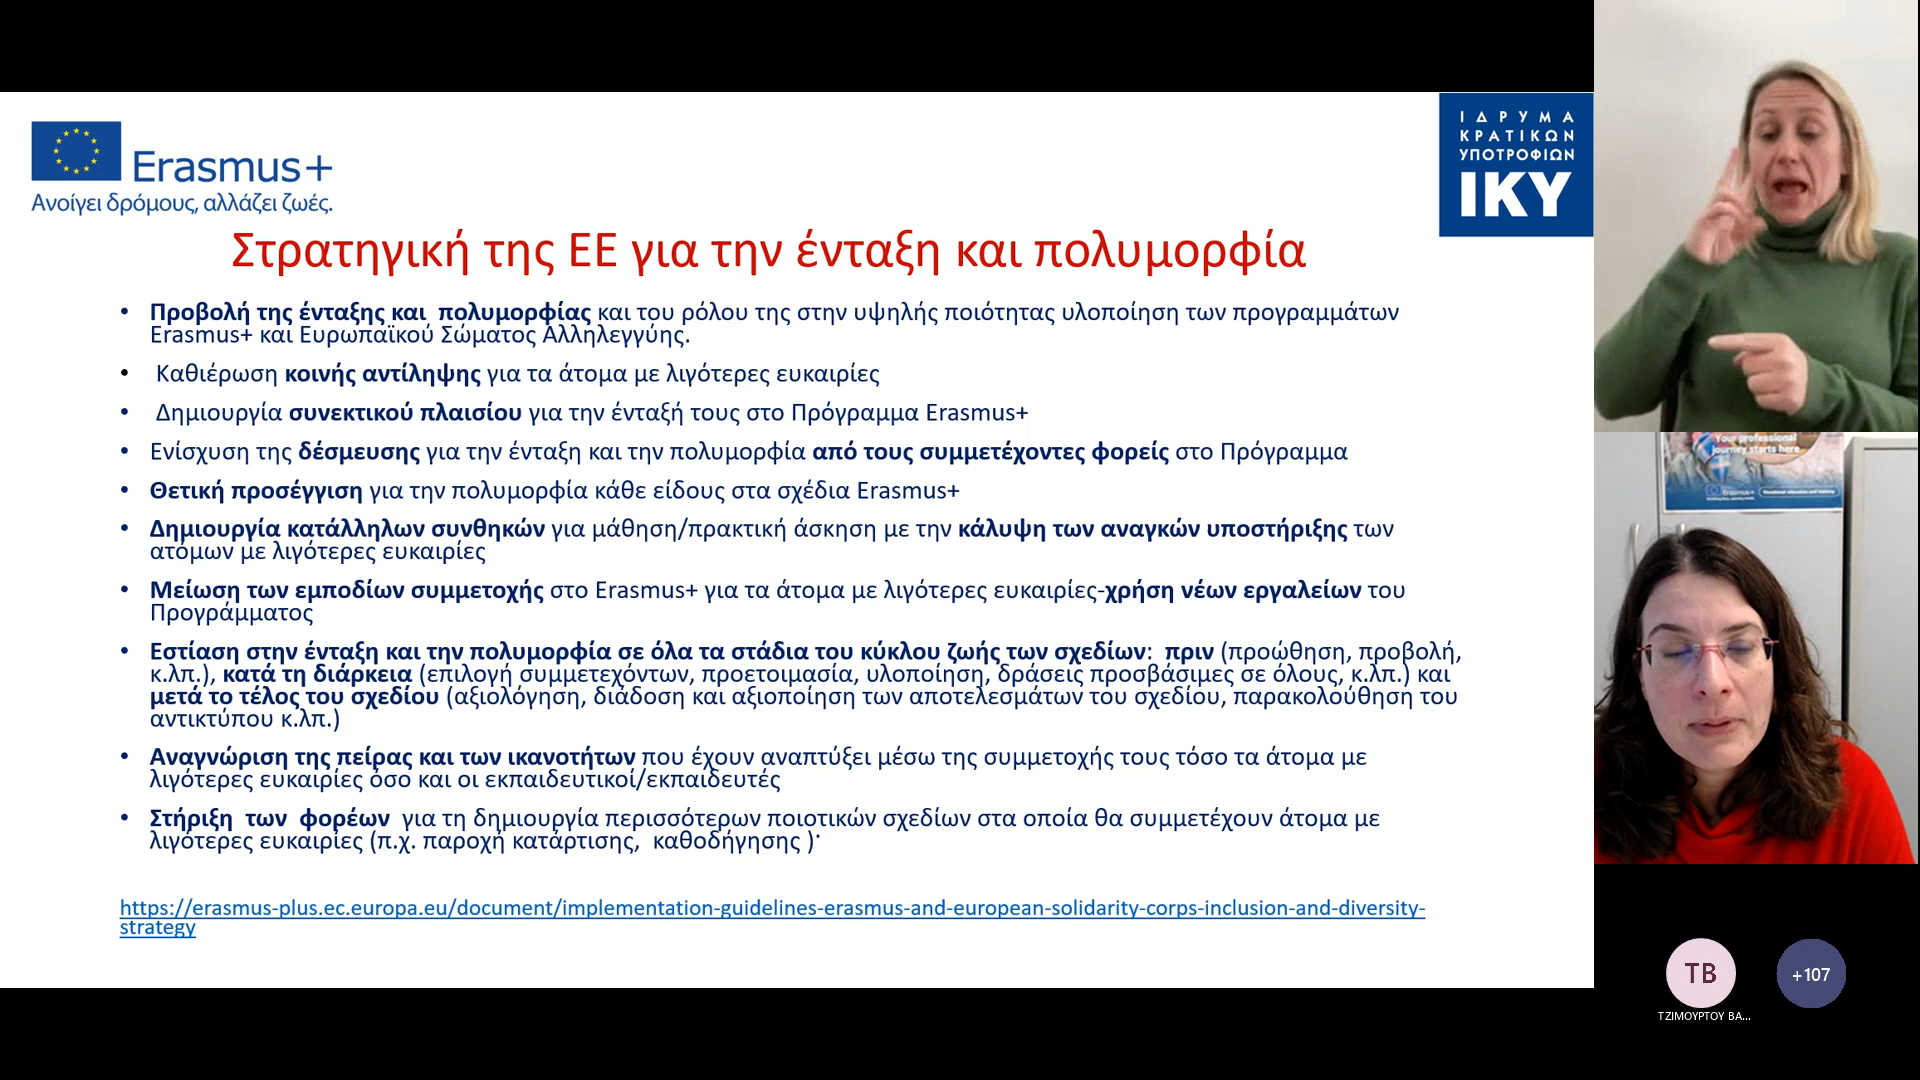 Erasmus+
Ανοίγει δρόμους, αλλάζει ζωές.
ΙΔΡΥΜΑ
ΚΡΑΤΙΚΩΝ
ΥΠΟΤΡΟΦΙΩΝ
ΙΚΥ
Στρατηγική της ΕΕ για την ένταξη και πολυμορφία
• Προβολή της ένταξης και πολυμορφίας και του ρόλου της στην υψηλής ποιότητας υλοποίηση των προγραμμάτων
Erasmus+ και Ευρωπαϊκού Σώματος Αλληλεγγύης.
• Καθιέρωση κοινής αντίληψης για τα άτομα με λιγότερες ευκαιρίες
• Δημιουργία συνεκτικού πλαισίου για την ένταξή τους στο Πρόγραμμα Erasmus+
• Ενίσχυση της δέσμευσης για την ένταξη και την πολυμορφία από τους συμμετέχοντες φορείς στο Πρόγραμμα
• Θετική προσέγγιση για την πολυμορφία κάθε είδους στα σχέδια Erasmus+
• Δημιουργία κατάλληλων συνθηκών για μάθηση/πρακτική άσκηση με την κάλυψη των αναγκών υποστήριξης των
ατόμων με λιγότερες ευκαιρίες
• Μείωση των εμποδίων συμμετοχής στο Erasmus+ για τα άτομα με λιγότερες ευκαιρίες-χρήση νέων εργαλείων του
Προγράμματος
• Εστίαση στην ένταξη και την πολυμορφία σε όλα τα στάδια του κύκλου ζωής των σχεδίων: πριν (προώθηση, προβολή,
κ.λπ.), κατά τη διάρκεια (επιλογή συμμετεχόντων, προετοιμασία, υλοποίηση, δράσεις προσβάσιμες σε όλους, κ.λπ.) και
μετά το τέλος του σχεδίου (αξιολόγηση, διάδοση και αξιοποίηση των αποτελεσμάτων του σχεδίου, παρακολούθηση του
αντικτύπου κ.λπ.)
• Αναγνώριση της πείρας και των ικανοτήτων που έχουν αναπτύξει μέσω της συμμετοχής τους τόσο τα άτομα με
λιγότερες ευκαιρίες όσο και οι εκπαιδευτικοί/εκπαιδευτές
• Στήριξη των φορέων για τη δημιουργία περισσότερων ποιοτικών σχεδίων στα οποία θα συμμετέχουν άτομα με
λιγότερες ευκαιρίες (π.χ. παροχή κατάρτισης, καθοδήγησης )·
https://erasmus-plus.ec.europa.eu/document/implementation-guidelines-erasmus-and-european-solidarity-corps-inclusion-and-diversity-
strategy
Your professional
journey starts here
Erasmus+
TB
+107
ΤΖΙΜΟΥΡΤΟΥ ΒΑ...